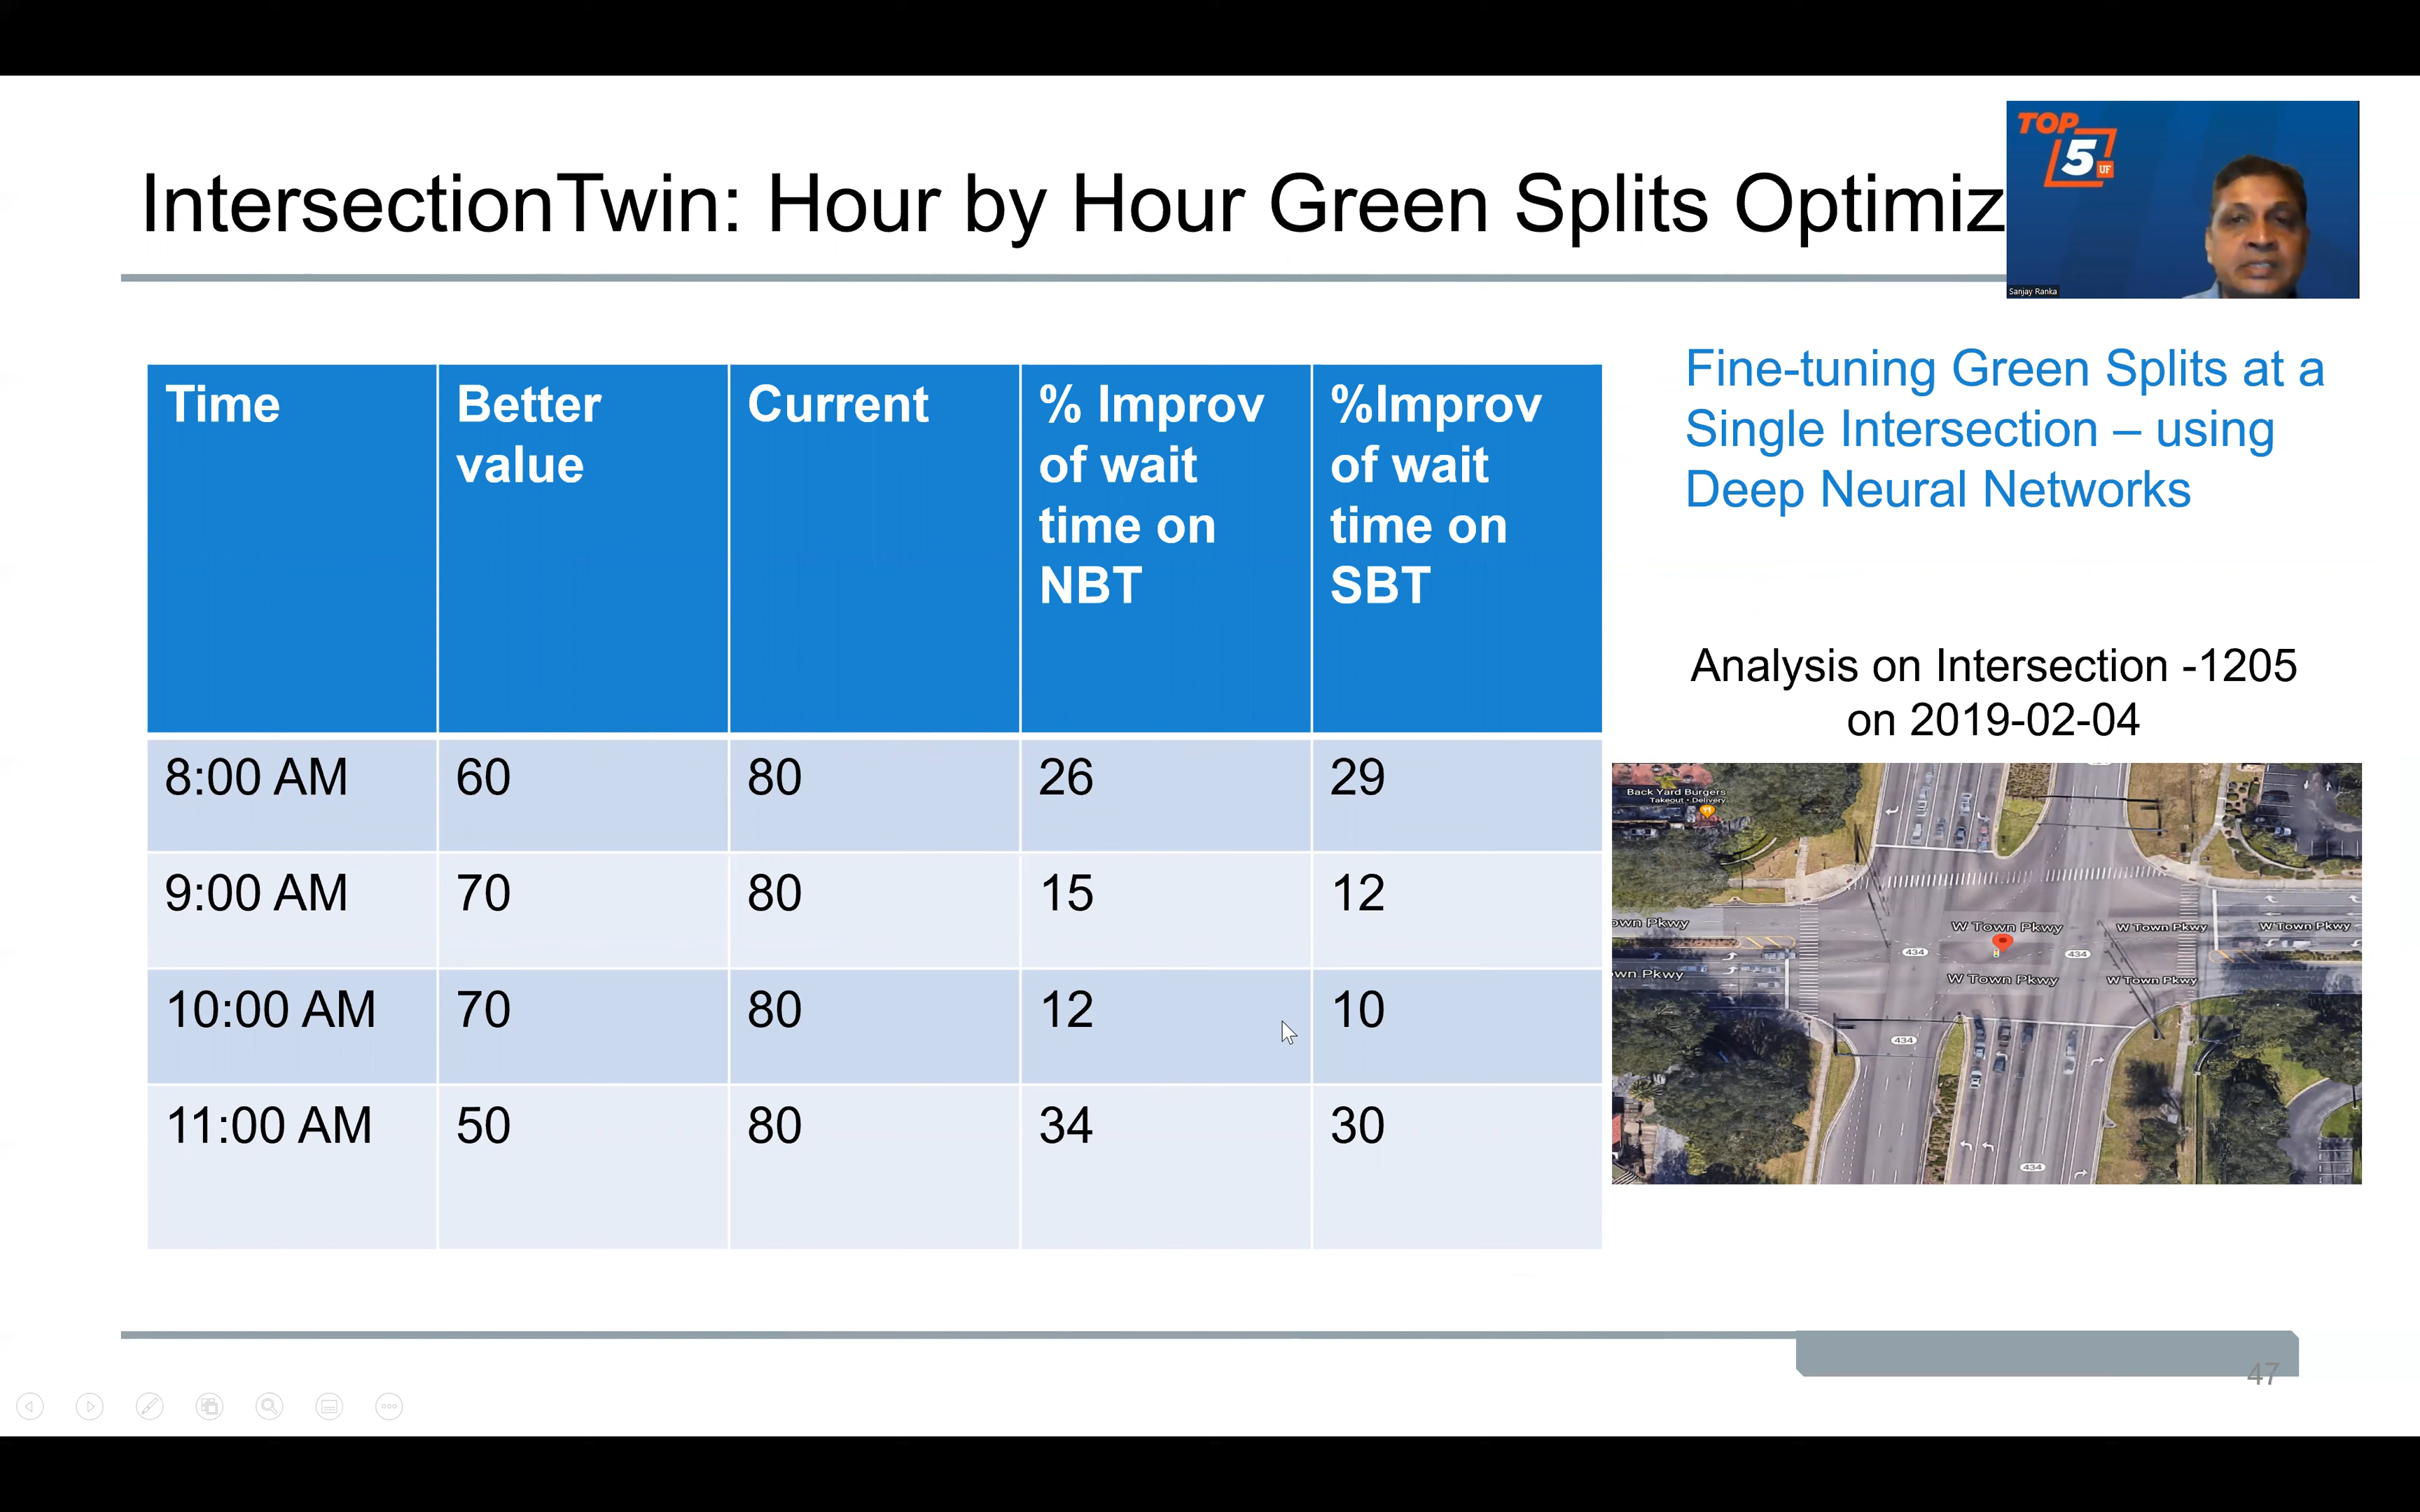 IntersectionTwin: Hour by Hour Green Splits Optimiz
TOP
5
UF
Sanjay Ranka
Time
Better
value
Current
% Improv
of wait
time on
NBT
%Improv
of wait
time on
SBT
8:00 AM
60
80
26
29
9:00 AM
70
80
15
12
10:00 AM
70
80
12
10
11:00 AM
50
80
34
30
Fine-tuning Green Splits at a
Single Intersection – using
Deep Neural Networks
Analysis on Intersection -1205
on 2019-02-04
Back Yard Burgers
Takeout • Delivery
own Pkwy
W Town Pkwy
W Town Pkwy
W Town Pkwy
434
434
wn Pkwy
W Town Pkwy
W Town Pkwy
434
434
47